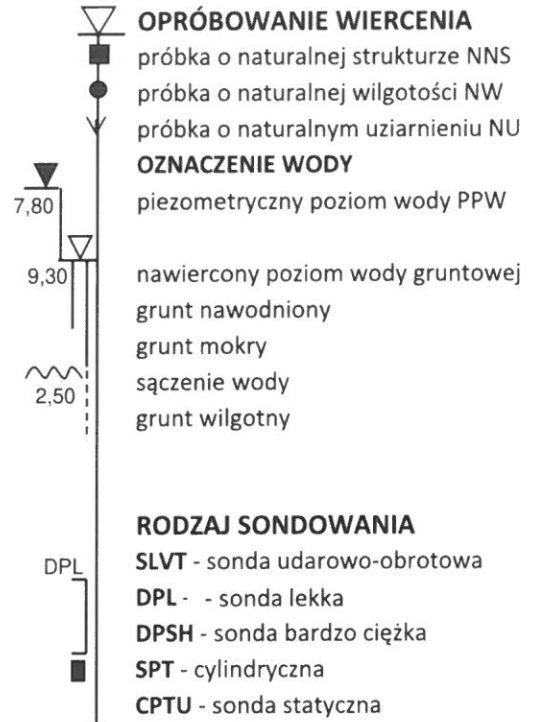 OPRÓBOWANIE WIERCENIA
próbka o naturalnej strukturze NNS
próbka o naturalnej wilgotości NW
próbka o naturalnym uziarnieniu NU
OZNACZENIE WODY
7,80 piezometryczny poziom wody PPW
9,30 nawiercony poziom wody gruntowej
grunt nawodniony
grunt mokry
sączenie wody
2,50
grunt wilgotny
RODZAJ SONDOWANIA
SLVT - sonda udarowo-obrotowa
DPL
DPL - - sonda lekka
DPSH - sonda bardzo ciężka
SPT - cylindryczna
CPTU - sonda statyczna